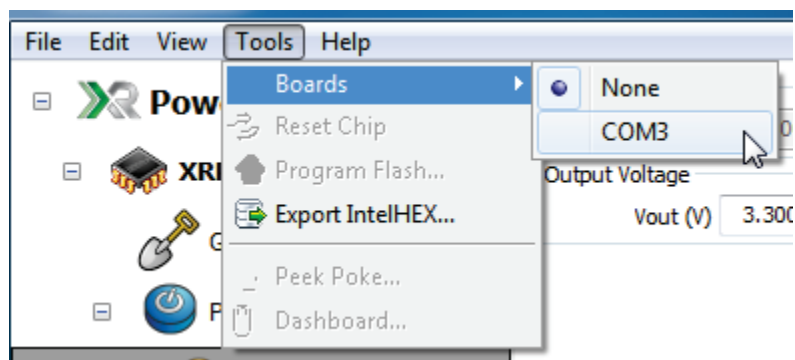 File Edit View Tools Help
Boards
None
Reset Chip
COM3
Program Flash...
Output Voltage
Export IntelHEX...
Vout (V) 3.300
Peek Poke...
Dashboard...